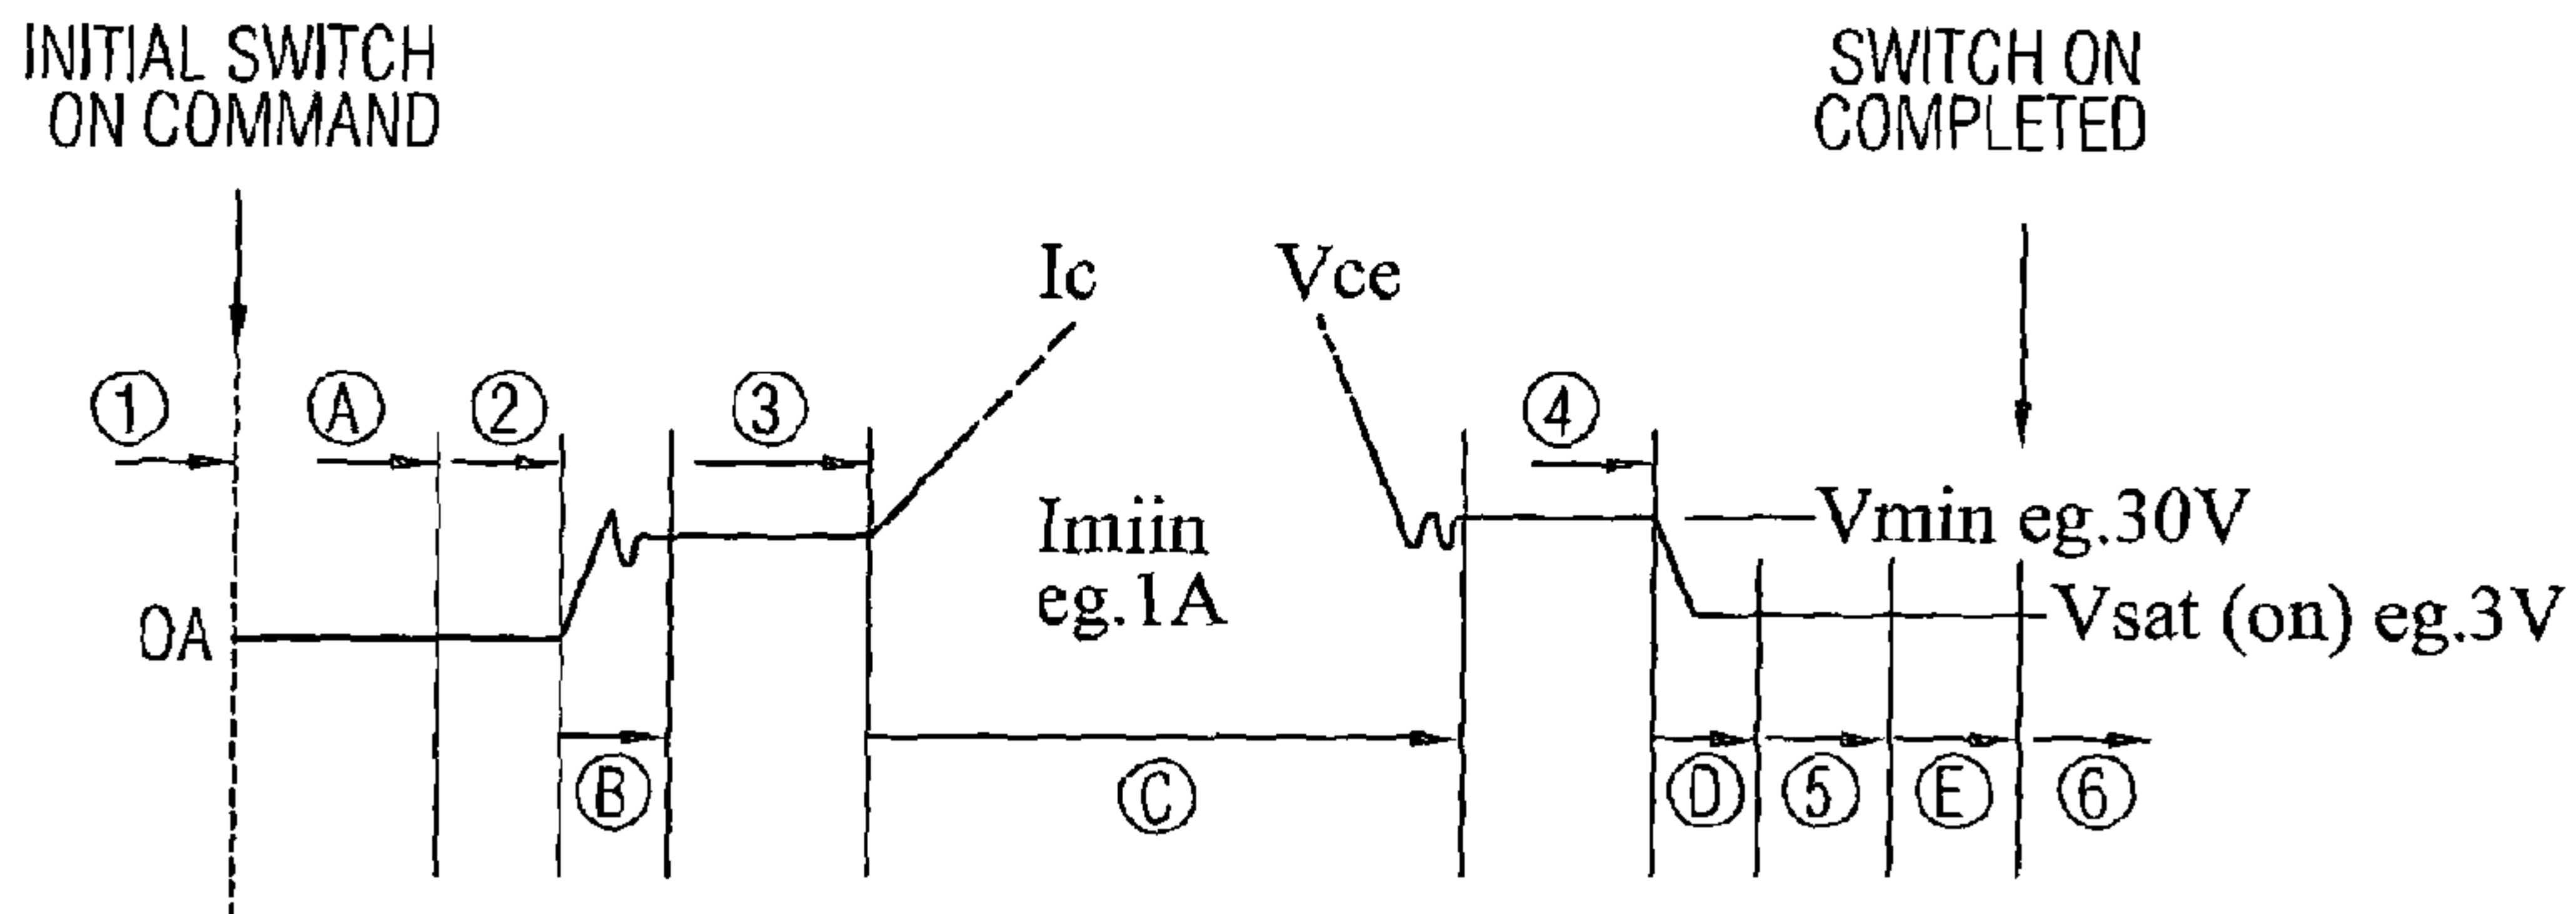 INITIAL SWITCH
ON COMMAND
SWITCH ON
COMPLETED
Ic
Vce
1
A
2
3
4
Imiin
eg.1A
Vmin eg.30V
OA
Vsat (on) eg.3V
B
C
D
5
E
6